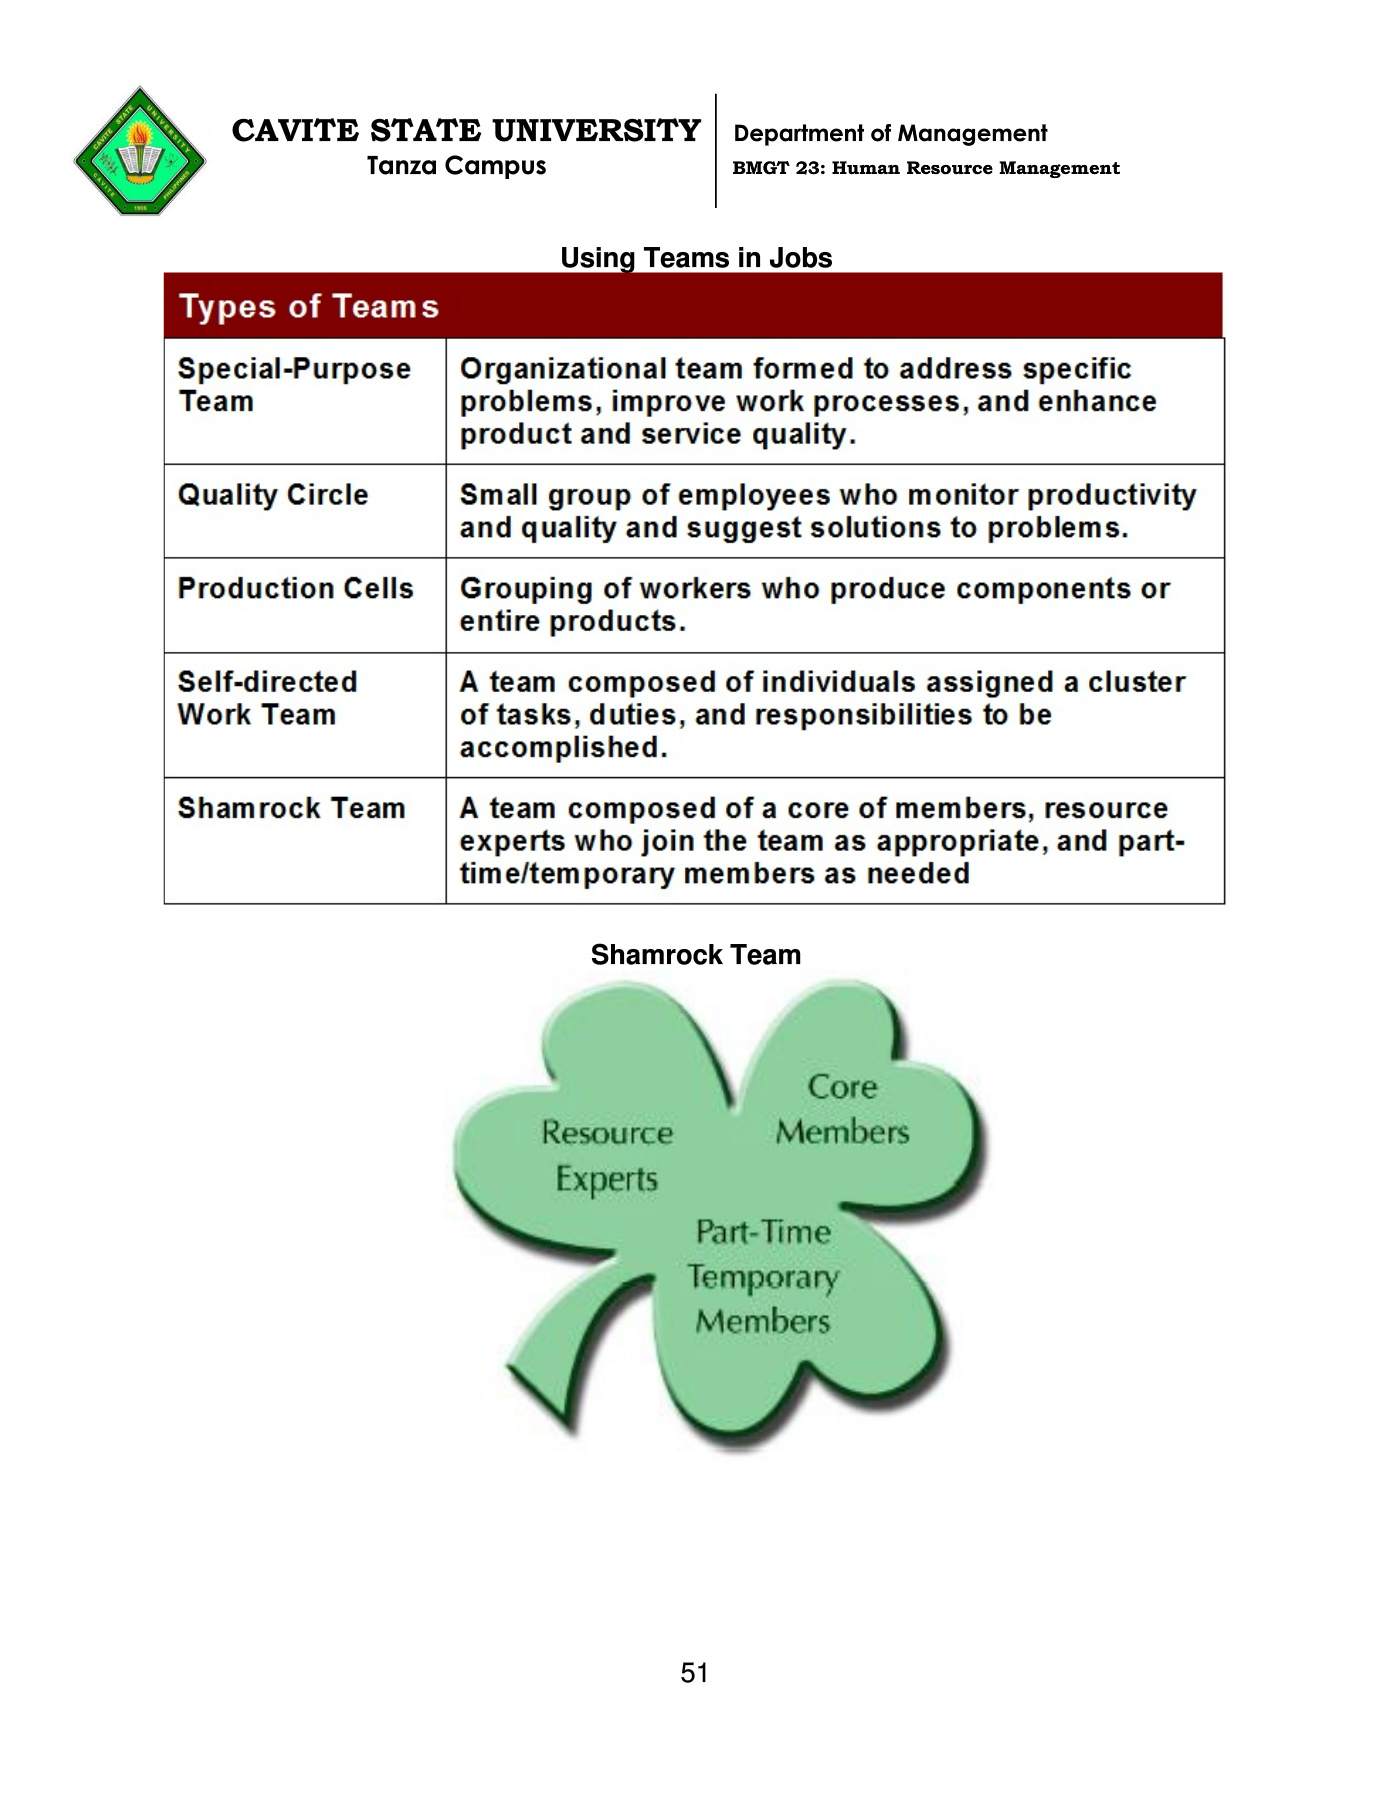 CAVITE STATE UNIVERSITY
Tanza Campus
Department of Management
BMGT 23: Human Resource Management
CAVITE STATE UNIVERSITY
CAVITE
PHILIPPINES
1906
Using Teams in Jobs
Types of Teams
Special-Purpose
Team
Organizational team formed to address specific
problems, improve work processes, and enhance
product and service quality.
Quality Circle
Small group of employees who monitor productivity
and quality and suggest solutions to problems.
Production Cells
Grouping of workers who produce components or
entire products.
Self-directed
Work Team
A team composed of individuals assigned a cluster
of tasks, duties, and responsibilities to be
accomplished.
Shamrock Team
A team composed of a core of members, resource
experts who join the team as appropriate, and part-
time/temporary members as needed
Shamrock Team
Resource
Experts
Core
Members
Part-Time
Temporary
Members
51